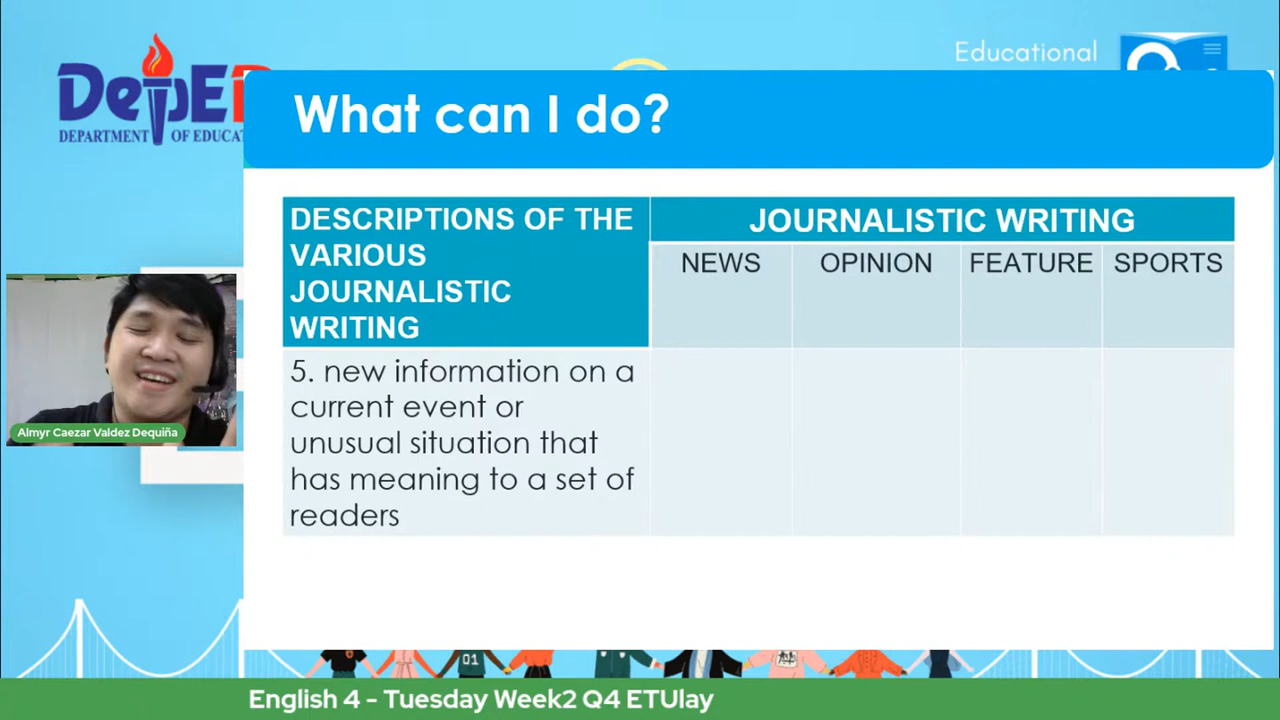 DepED
DEPARTMENT OF EDUCAT
Educational
What can I do?
DESCRIPTIONS OF THE
VARIOUS
JOURNALISTIC
WRITING
JOURNALISTIC WRITING
NEWS
OPINION
FEATURE
SPORTS
5. new information on a
current event or
unusual situation that
has meaning to a set of
readers
Almyr Caezar Valdez Dequiña
01
English 4 - Tuesday Week2 Q4 ETUlay